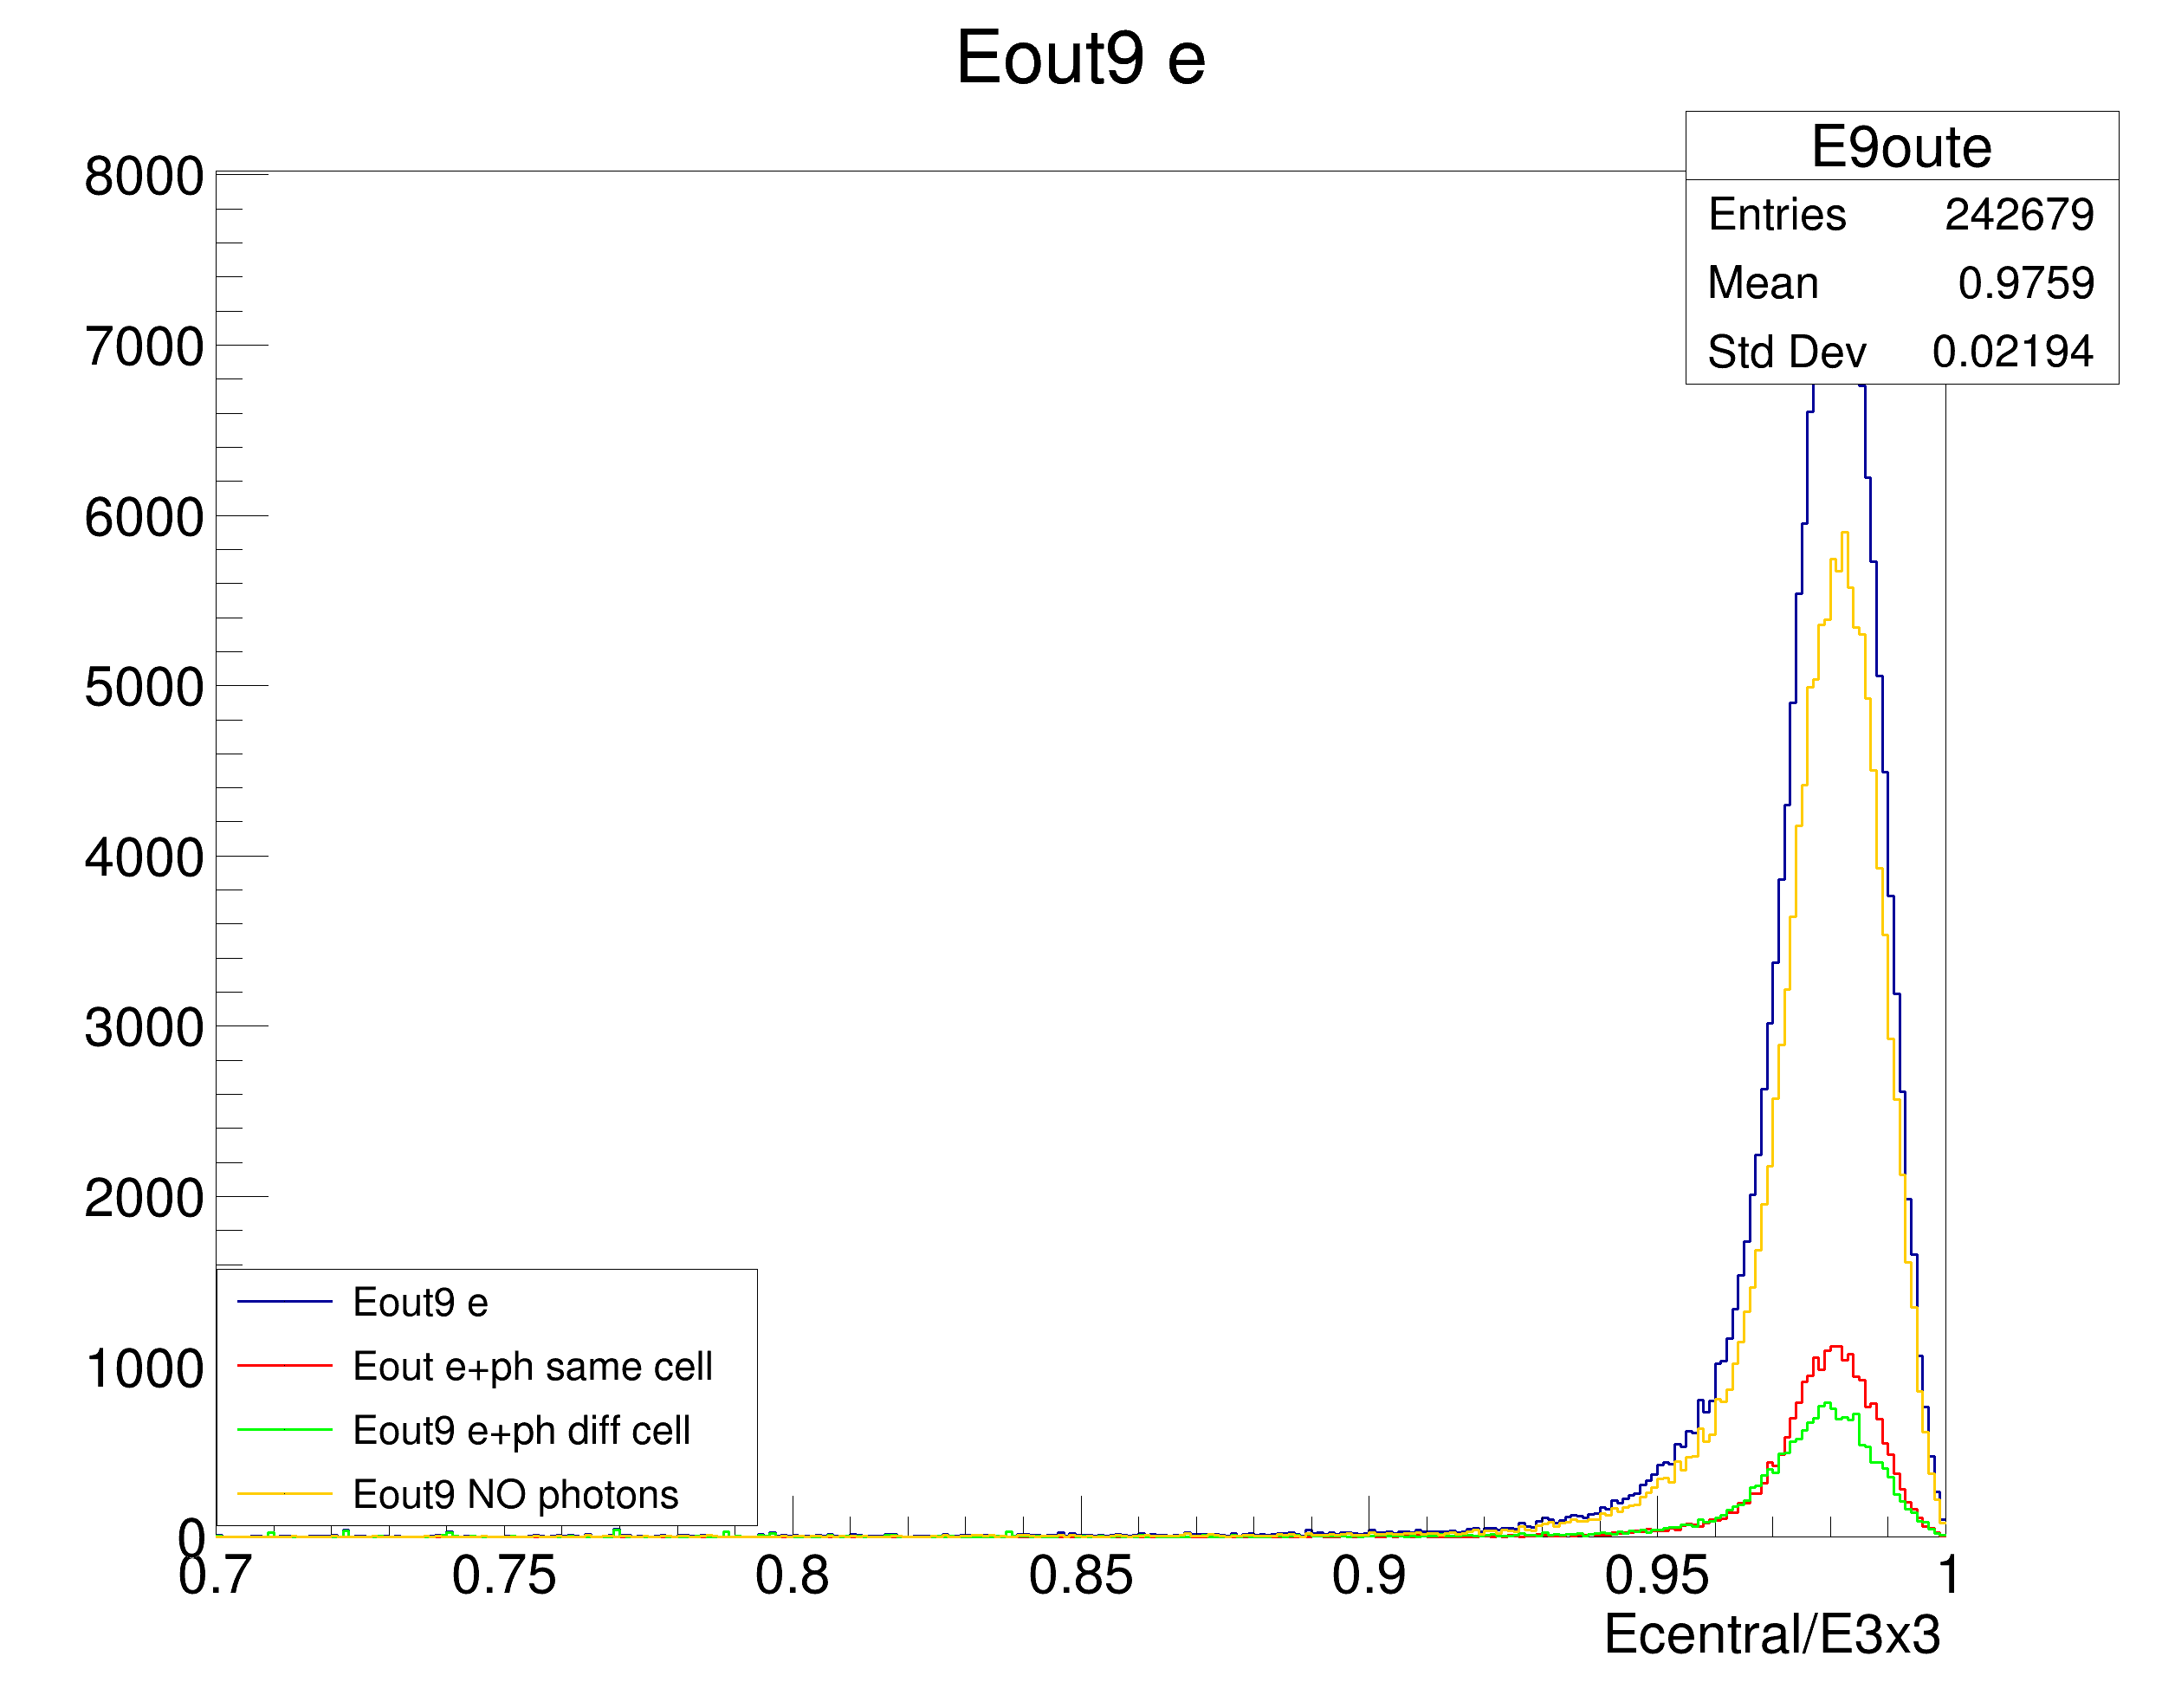 Eout9 e
E9oute
Entries 242679
Mean 0.9759
Std Dev 0.02194
8000
7000
6000
5000
4000
3000
2000
1000
0
Eout9 e
Eout e+ph same cell
Eout9 e+ph diff cell
Eout9 NO photons
0.7 0.75 0.8 0.85 0.9 0.95 1
Ecentral/E3x3